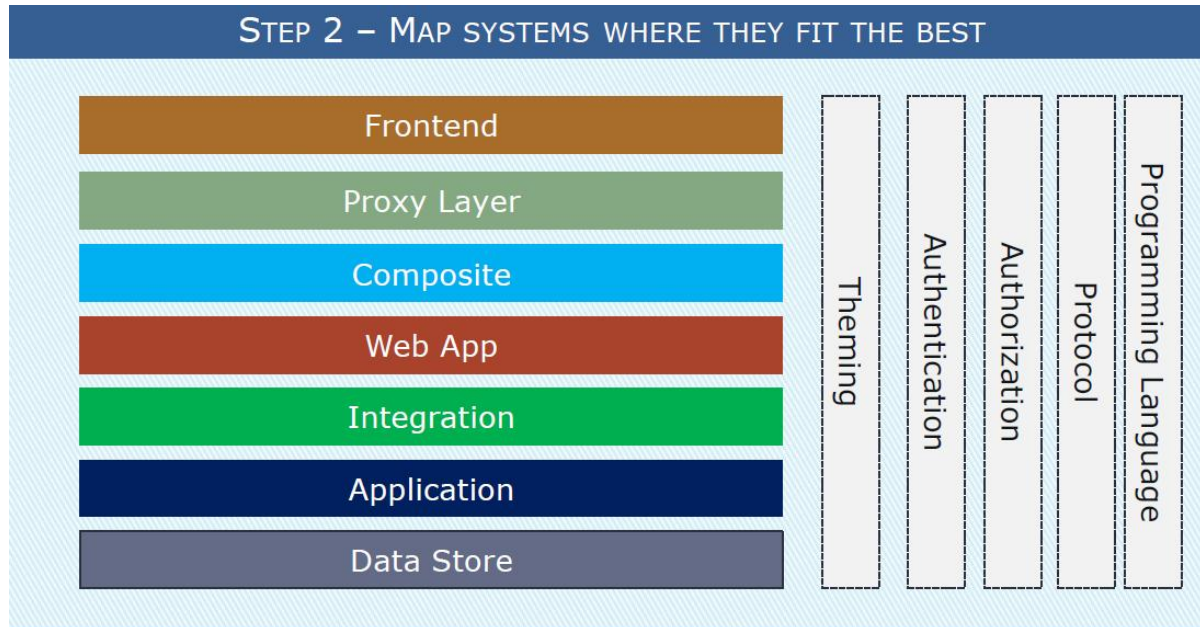 STEP 2 – MAP SYSTEMS WHERE THEY FIT THE BEST
Frontend
Proxy Layer
Composite
Web App
Integration
Application
Data Store
Theming
Authentication
Authorization
Protocol
Programming Language